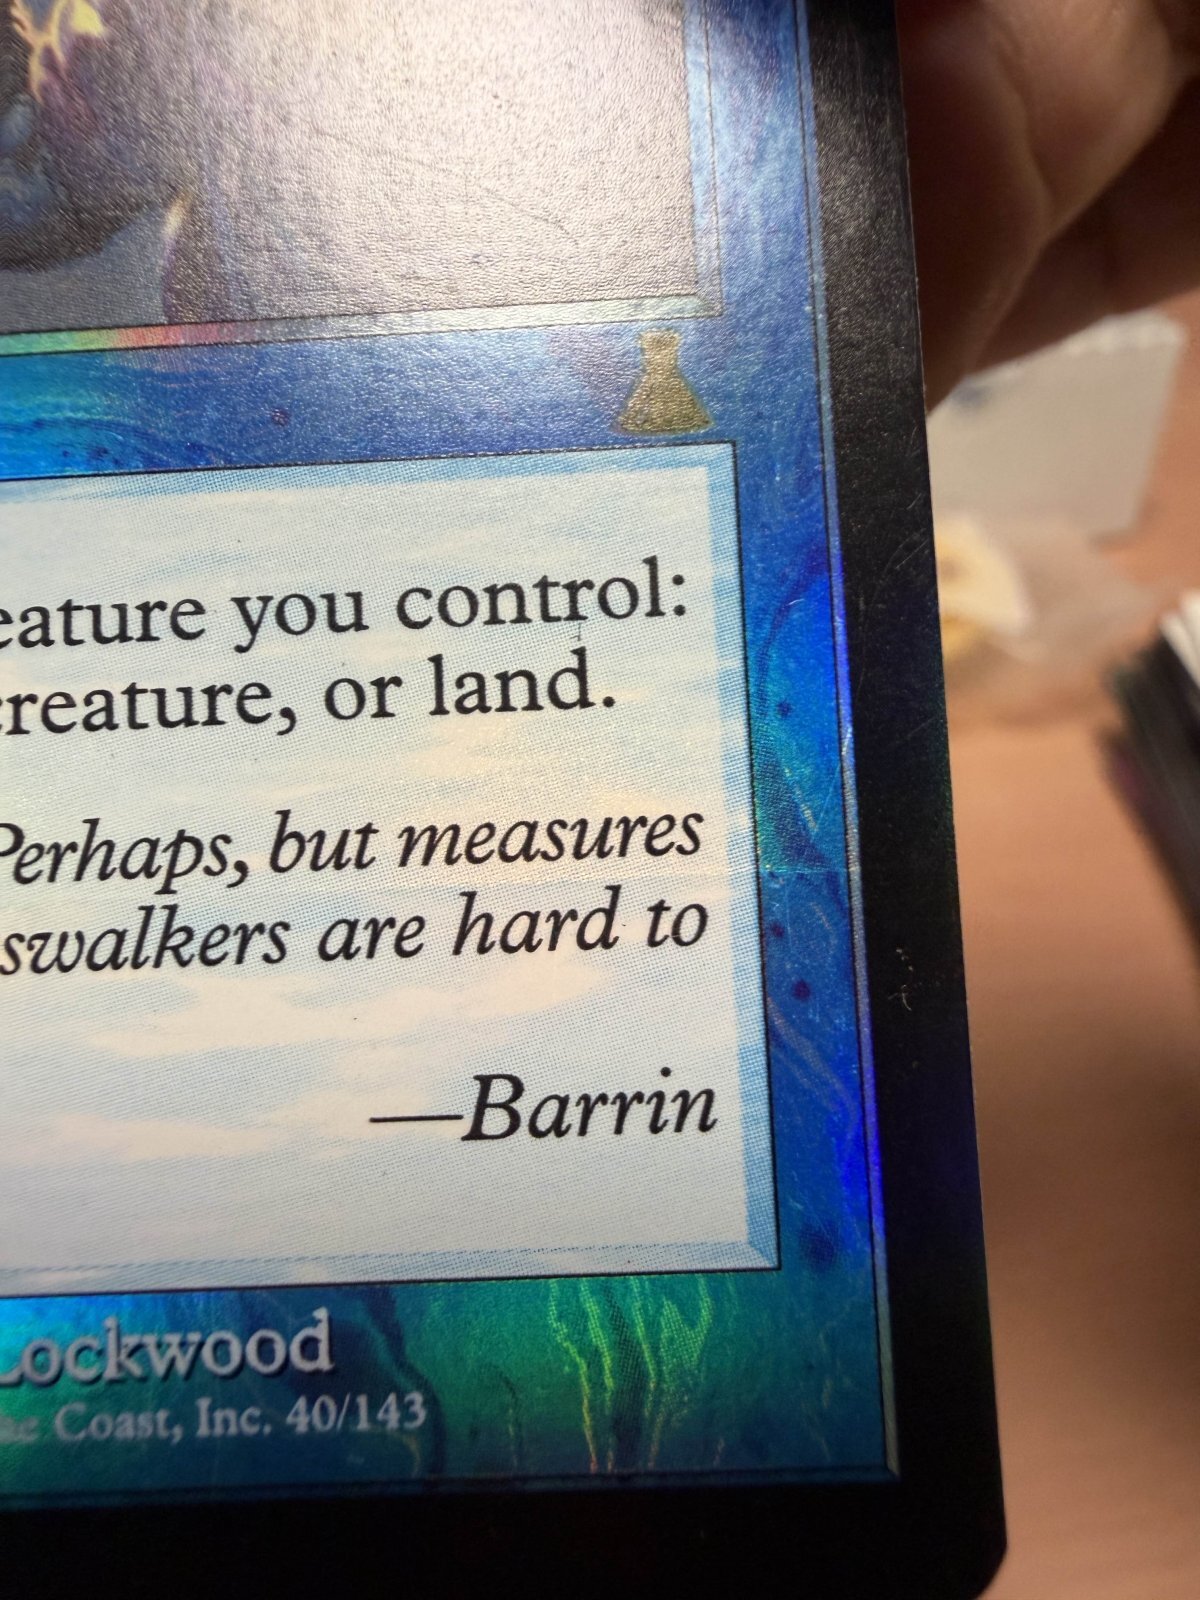 eature you control:
creature, or land.
Perhaps, but measures
swalkers are hard to
—Barrin
Lockwood
he Coast, Inc. 40/143